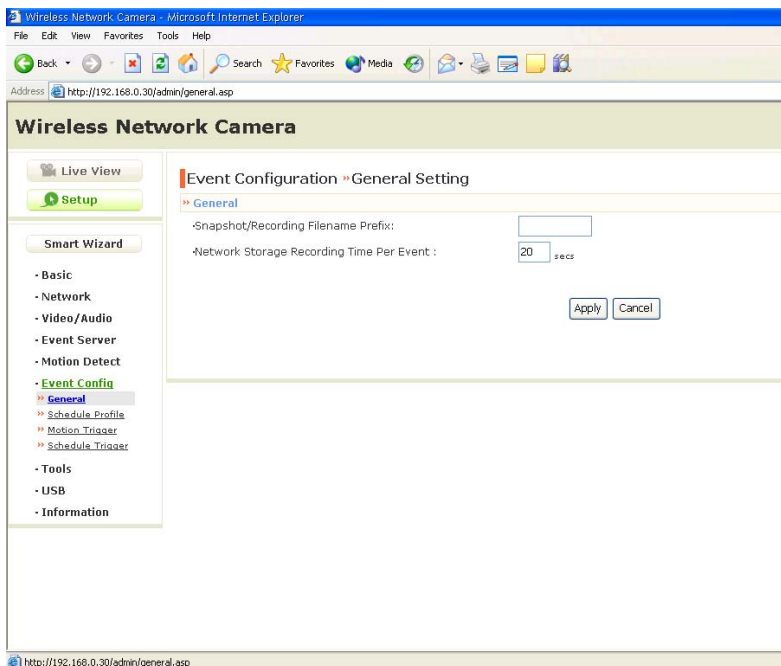 Wireless Network Camera - Microsoft Internet Explorer
File Edit View Favorites Tools Help
Back Search Favorites Media
Address http://192.168.0.30/admin/general.asp
Wireless Network Camera
Live View
Setup
Smart Wizard
· Basic
· Network
· Video/Audio
· Event Server
· Motion Detect
· Event Config
» General
» Schedule Profile
» Motion Trigger
» Schedule Trigger
· Tools
· USB
· Information
Event Configuration » General Setting
» General
·Snapshot/Recording Filename Prefix:
·Network Storage Recording Time Per Event : 20 secs
Apply Cancel
http://192.168.0.30/admin/general.asp